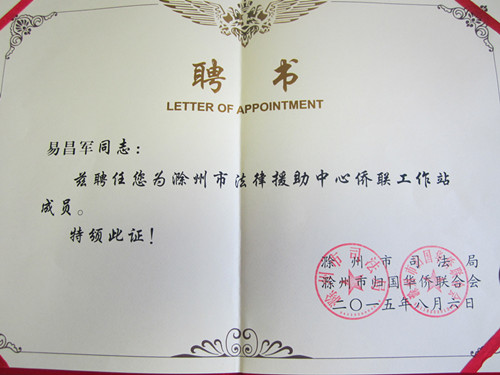 聘 书
LETTER OF APPOINTMENT
易昌军同志：
兹聘任您为滁州市法律援助中心侨联工作站
成员。
特颁此证！
滁州市司法局
滁州市归国华侨联合会
二〇一五年八月六日